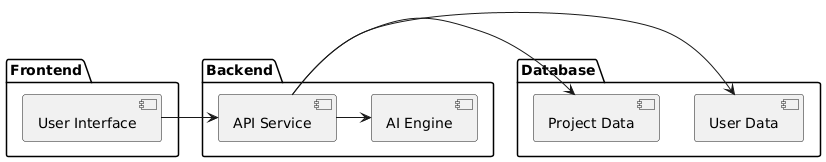 Frontend
Backend
Database
User Interface
API Service
AI Engine
Project Data
User Data